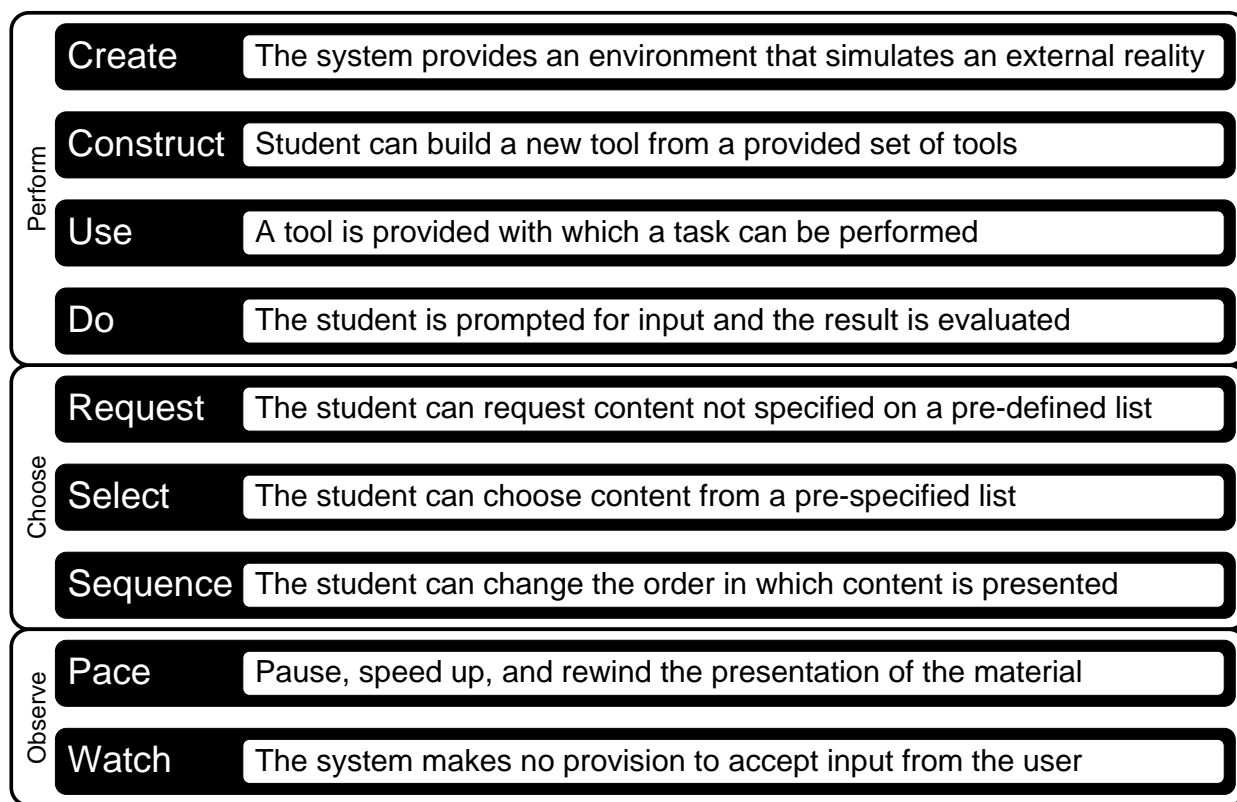 Perform
Create
The system provides an environment that simulates an external reality
Construct
Student can build a new tool from a provided set of tools
Use
A tool is provided with which a task can be performed
Do
The student is prompted for input and the result is evaluated
Choose
Request
The student can request content not specified on a pre-defined list
Select
The student can choose content from a pre-specified list
Sequence
The student can change the order in which content is presented
Observe
Pace
Pause, speed up, and rewind the presentation of the material
Watch
The system makes no provision to accept input from the user